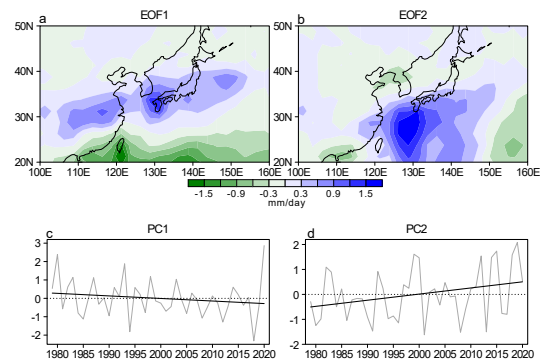 a EOF1
b EOF2
50N 50N
40N 40N
30N 30N
20N 20N
100E 110E 120E 130E 140E 150E 160E 100E 110E 120E 130E 140E 150E 160E
-1.5 -0.9 -0.3 0.3 0.9 1.5
mm/day
c PC1
d PC2
3
2
1
0
-1
-2
1980 1985 1990 1995 2000 2005 2010 2015 2020
2
1
0
-1
-2
1980 1985 1990 1995 2000 2005 2010 2015 2020